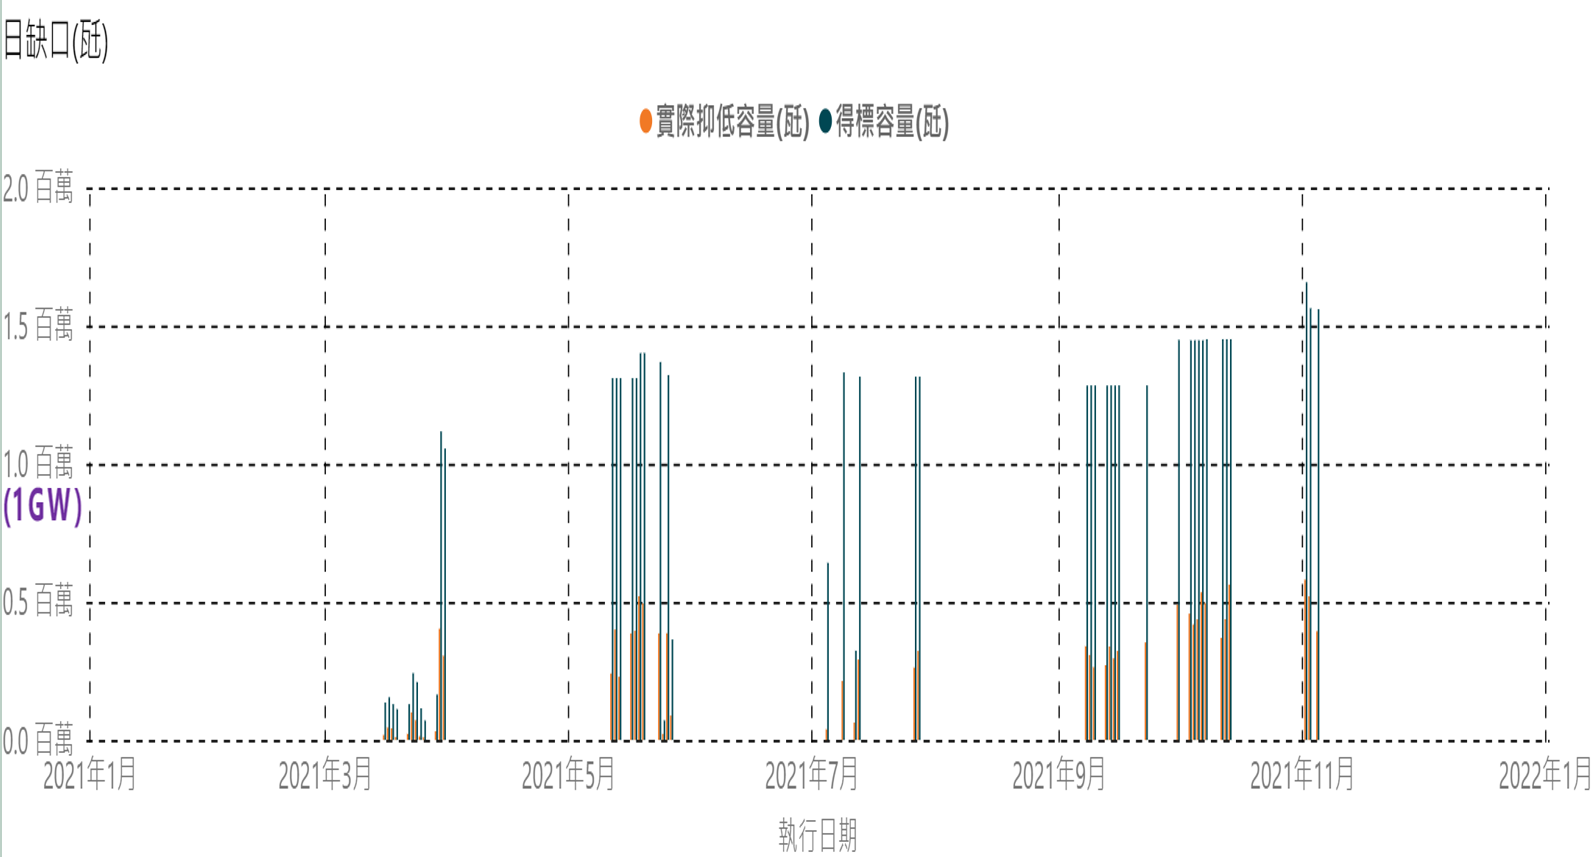 日缺口(瓩)
實際抑低容量(瓩) 得標容量(瓩)
2.0 百萬
1.5 百萬
1.0 百萬
(1GW)
0.5 百萬
0.0 百萬
2021年1月 2021年3月 2021年5月 2021年7月 2021年9月 2021年11月 2022年1月
執行日期